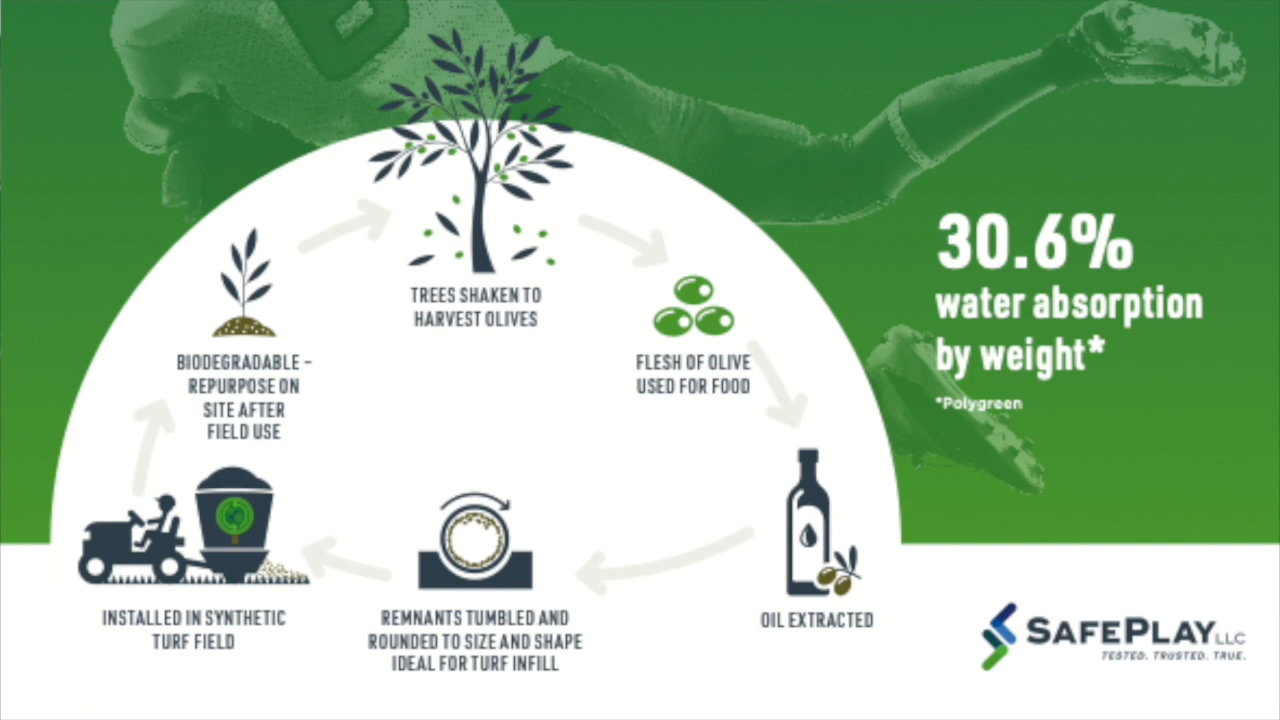 TREES SHAKEN TO
HARVEST OLIVES
FLESH OF OLIVE
USED FOR FOOD
OIL EXTRACTED
REMNANTS TUMBLED AND
ROUNDED TO SIZE AND SHAPE
IDEAL FOR TURF INFILL
INSTALLED IN SYNTHETIC
TURF FIELD
BIODEGRADABLE –
REPURPOSE ON
SITE AFTER
FIELD USE
30.6%
water absorption
by weight*
*Polygreen
SAFEPLAY LLC
TESTED. TRUSTED. TRUE.